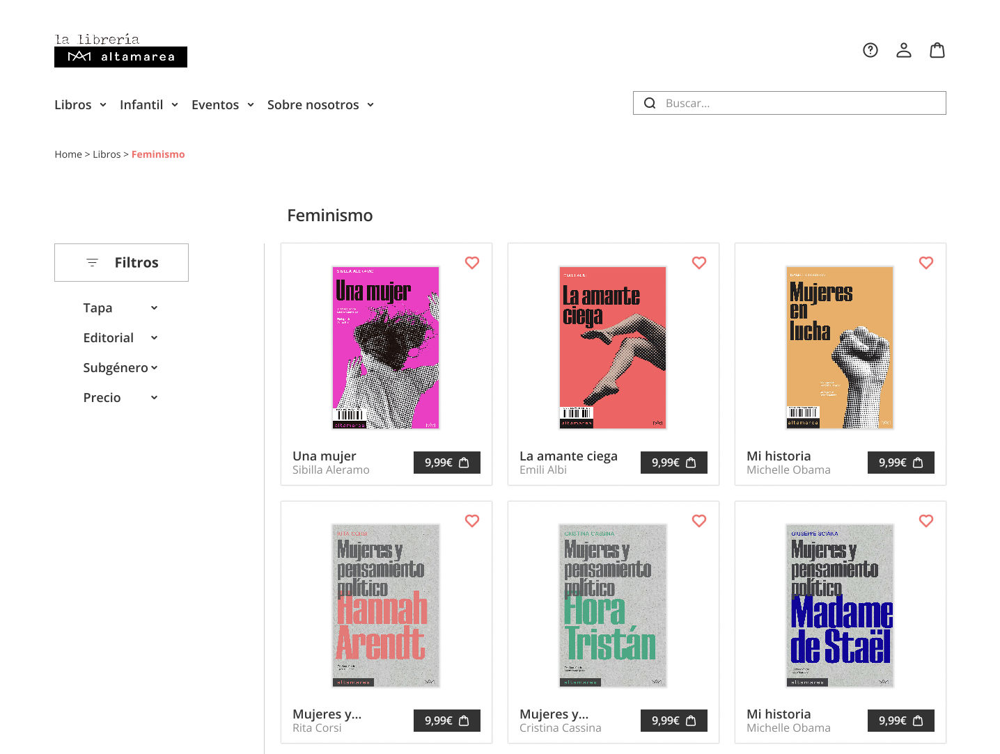 la librería
altamarea
Libros Infantil Eventos Sobre nosotros
Buscar...
Home > Libros > Feminismo
Feminismo
Filtros
Tapa
Editorial
Subgénero
Precio
SIBILLA ALERAMO
Una mujer
altamarea
Una mujer
Sibilla Aleramo
9,99€
EMILI ALBI
La amante
ciega
altamarea
La amante ciega
Emili Albi
9,99€
Mujeres
en
lucha
altamarea
Mi historia
Michelle Obama
9,99€
RITA CORSI
Mujeres y
pensamiento
político
Hannah
Arendt
altamarea
Mujeres y...
Rita Corsi
9,99€
CRISTINA CASSINA
Mujeres y
pensamiento
político
Flora
Tristán
altamarea
Mujeres y...
Cristina Cassina
9,99€
GIUSEPPE SCIARA
Mujeres y
pensamiento
político
Madame
de Staël
altamarea
Mi historia
Michelle Obama
9,99€